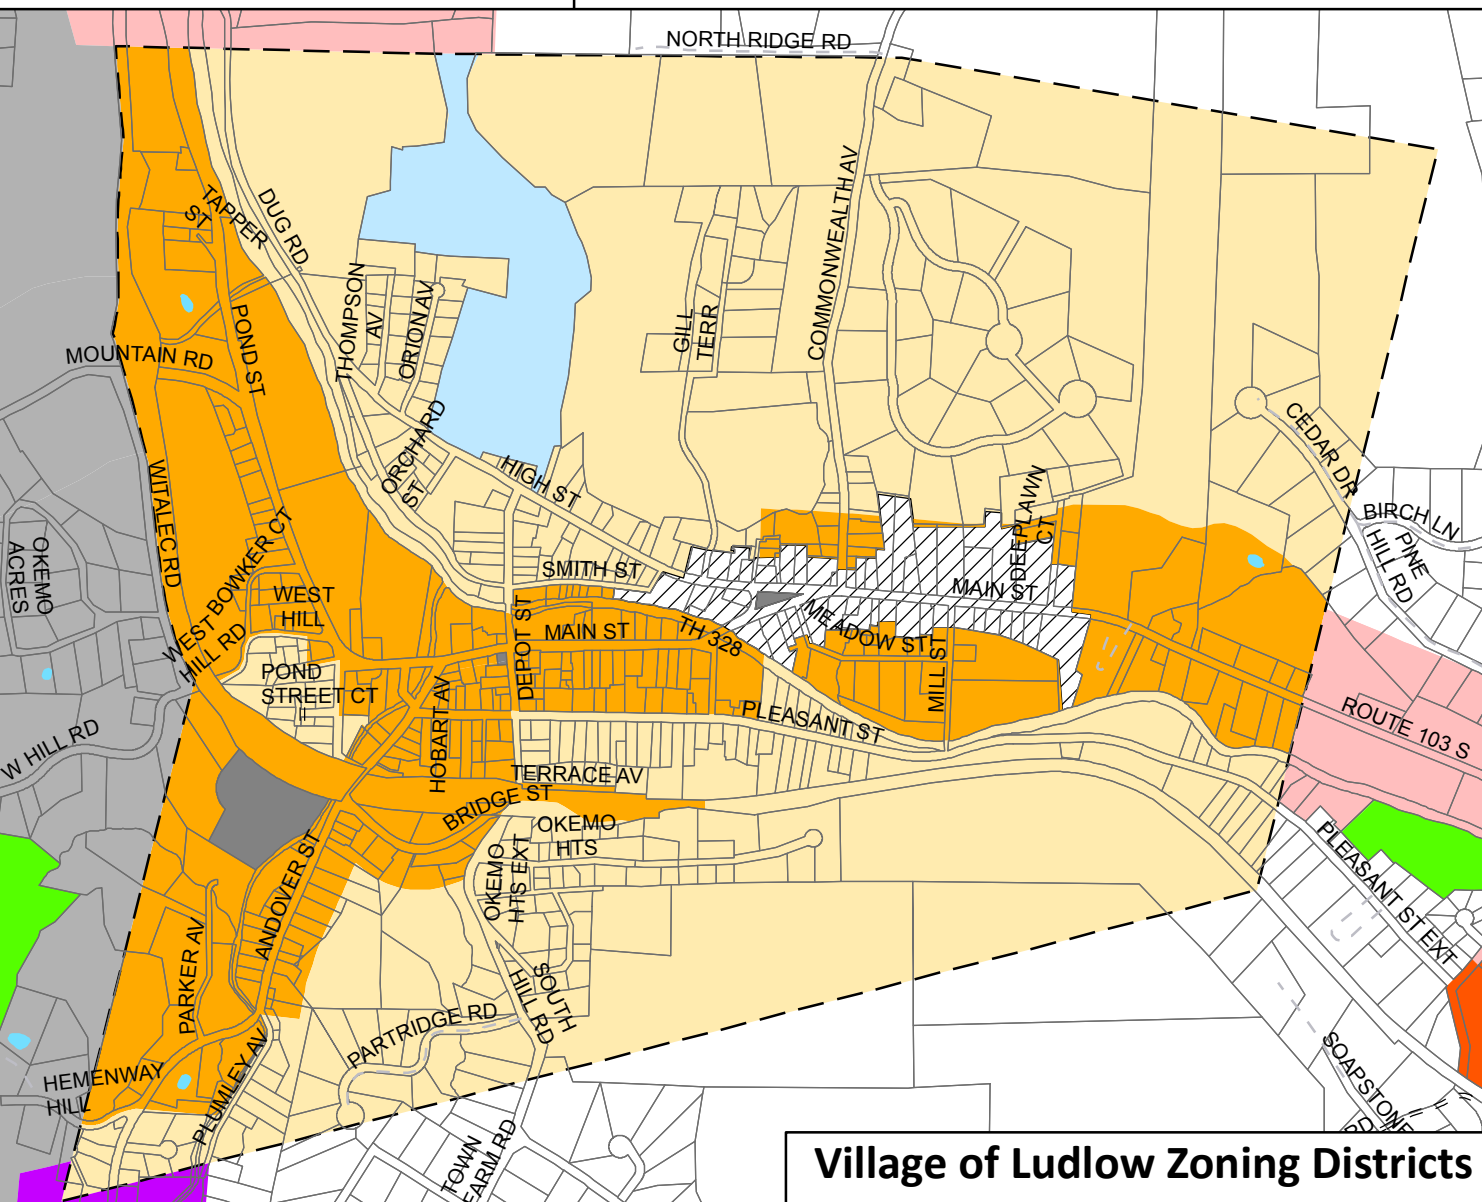 NORTH RIDGE RD
TAPPER
ST
DUG RD
COMMONWEALTH AV
THOMPSON
AV
ORION AV
GILL
TERR
POND ST
MOUNTAIN RD
ORCHARD
ST
HIGH ST
CEDAR DR
BIRCH LN
PINE
HILL RD
WITALEC RD
OKEMO
ACRES
WEST BOWKER CT
WEST
HILL
HILL RD
SMITH ST
DEEPLAWN
CT
MAIN ST
MEADOW ST
MAIN ST
TH 328
DEPOT ST
MILL ST
POND
STREET CT
HOBART AV
PLEASANT ST
ROUTE 103 S
W HILL RD
TERRACE AV
BRIDGE ST
OKEMO
HTS
OKEMO
HTS EXT
ANDOVER ST
PLEASANT ST EXT
PARKER AV
SOUTH
HILL RD
PARTRIDGE RD
HEMENWAY
HILL
PLUMLEY AV
SOAPSTONE
RD
TOWN
FARM RD
Village of Ludlow Zoning Districts